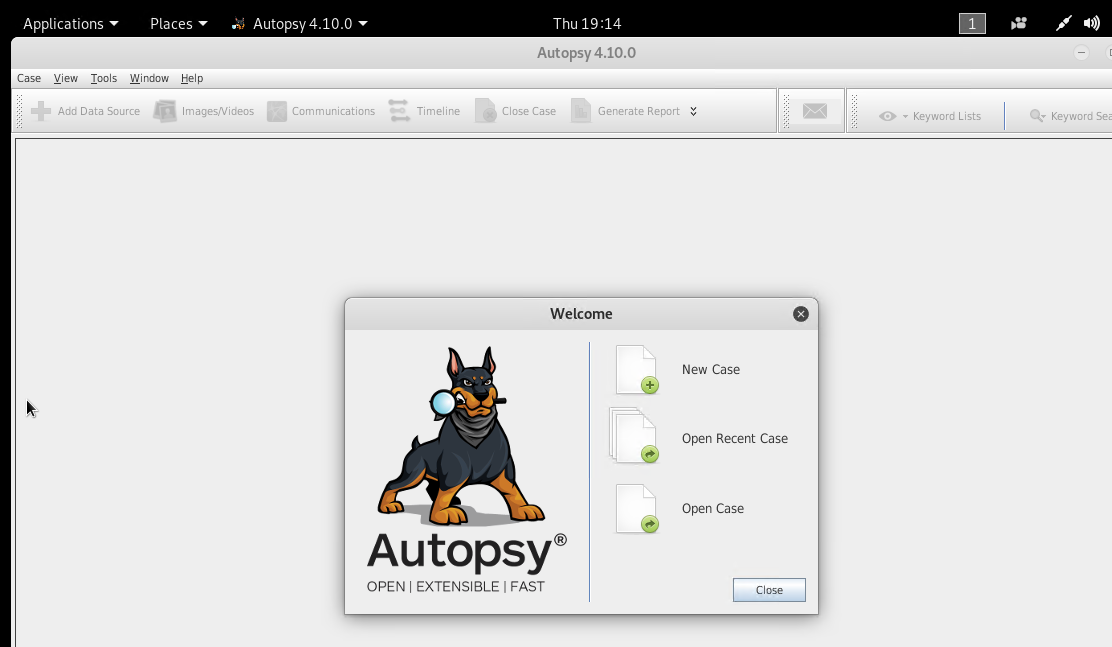 Applications Places Autopsy 4.10.0 Thu 19:14 1
Autopsy 4.10.0
Case View Tools Window Help
Add Data Source Images/Videos Communications Timeline Close Case Generate Report Keyword Lists Keyword Sea
Welcome
New Case
Open Recent Case
Open Case
Autopsy®
OPEN | EXTENSIBLE | FAST
Close